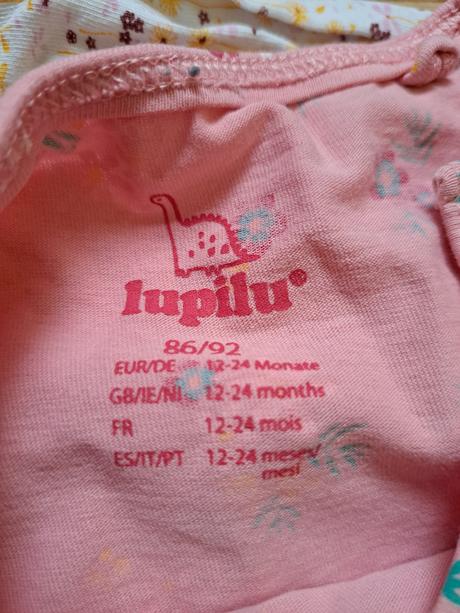 lupilu®
86/92
EUR/DE 12-24 Monate
GB/IE/NI 12-24 months
FR 12-24 mois
ES/IT/PT 12-24 meses/
mesi